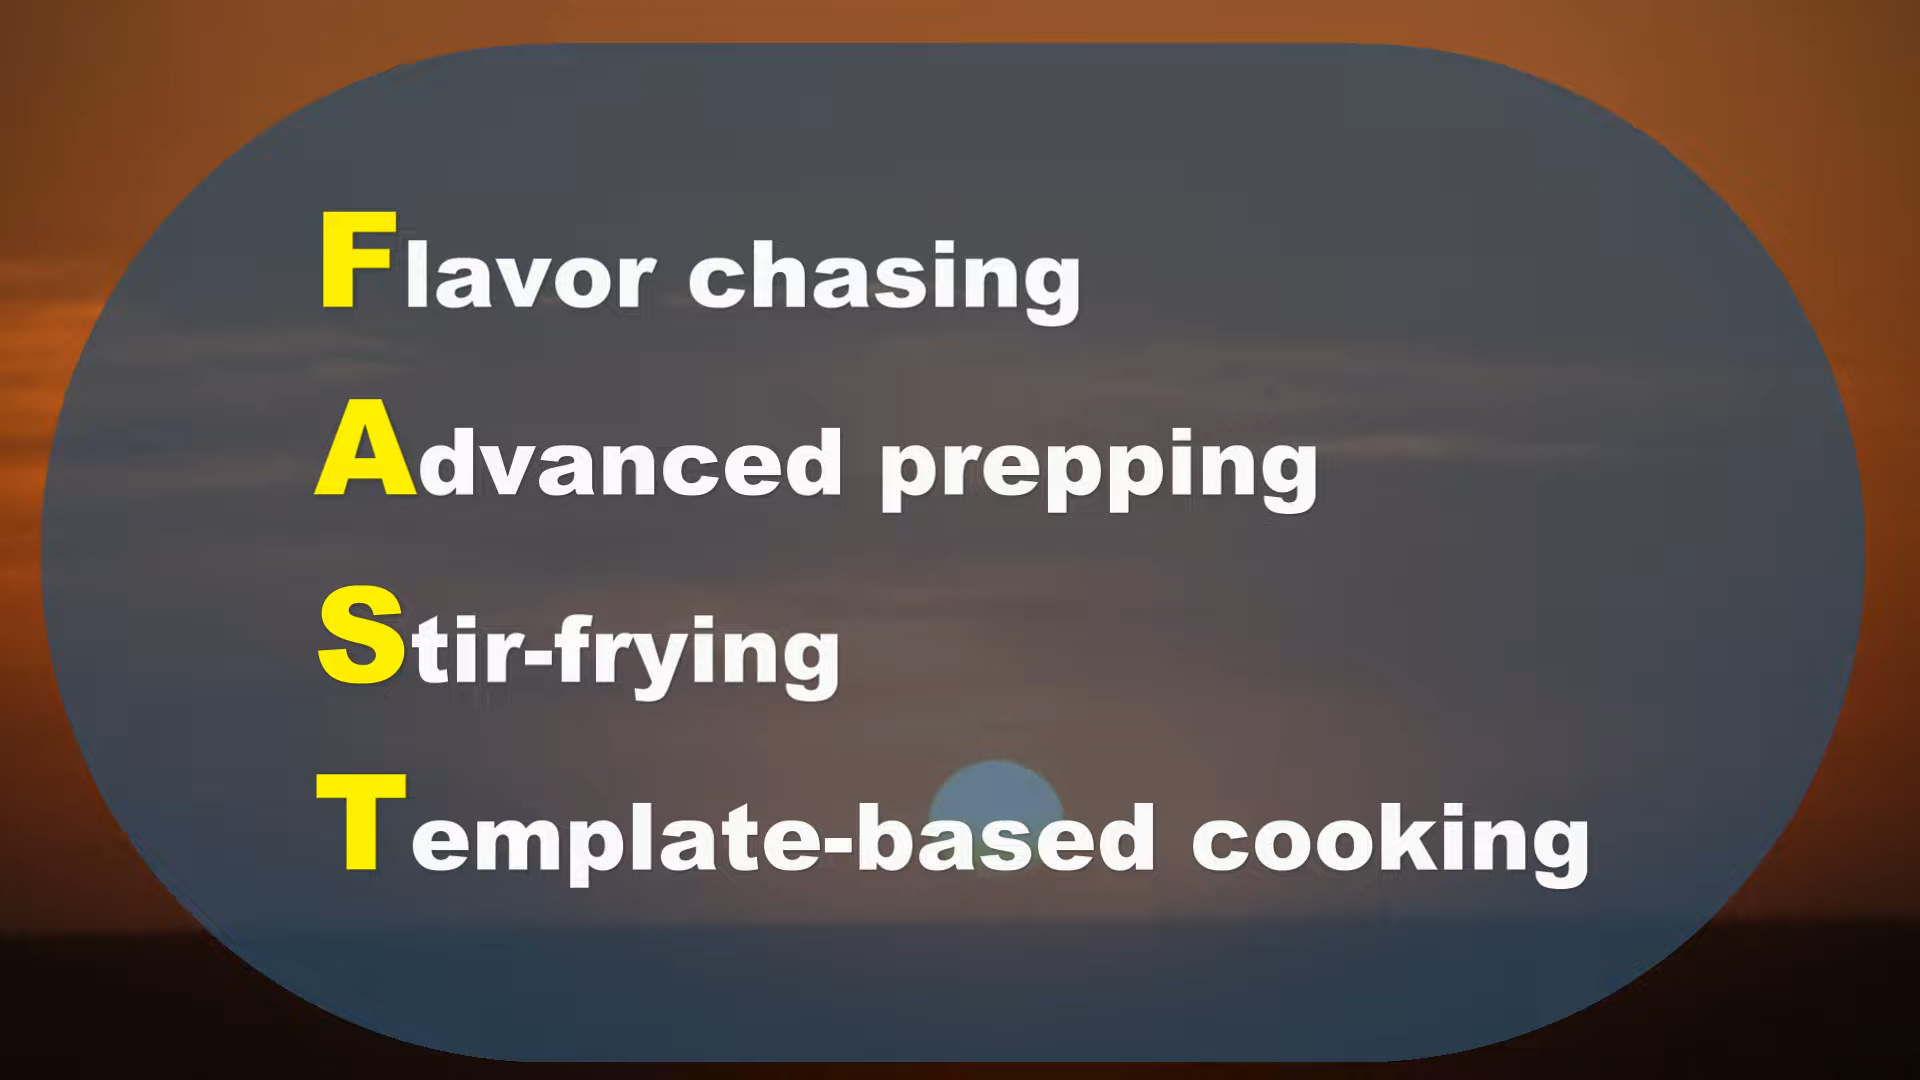 Flavor chasing
Advanced prepping
Stir-frying
Template-based cooking